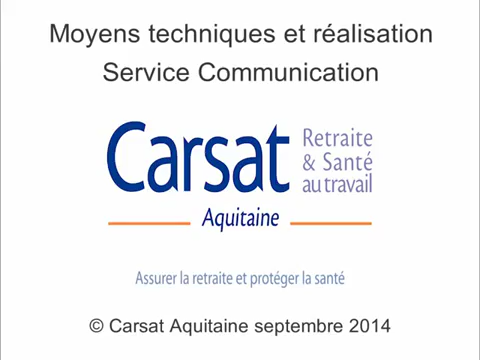 Moyens techniques et réalisation
Service Communication
Carsat
Retraite
& Santé
au travail
Aquitaine
Assurer la retraite et protéger la santé
© Carsat Aquitaine septembre 2014